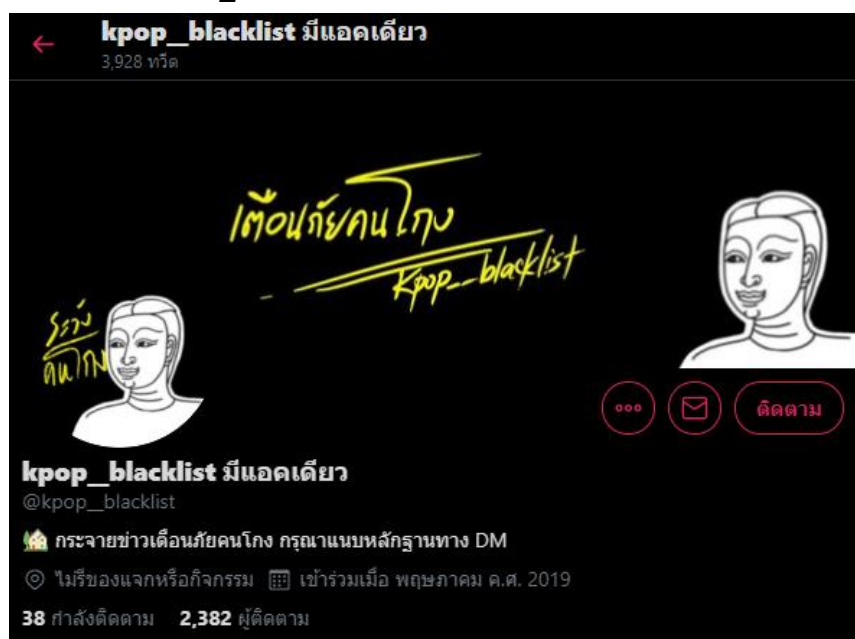 kpop__blacklist มีแอคเดียว
3,928 ทวีต
เตือนภัยคนโกง
kpop__blacklist
ระวัง
คนโกง
ติดตาม
kpop__blacklist มีแอคเดียว
@kpop__blacklist
กระจายข่าวเตือนภัยคนโกง กรุณาแนบหลักฐานทาง DM
ไม่รีของแจกหรือกิจกรรม เข้าร่วมเมื่อ พฤษภาคม ค.ศ. 2019
38 กำลังติดตาม 2,382 ผู้ติดตาม